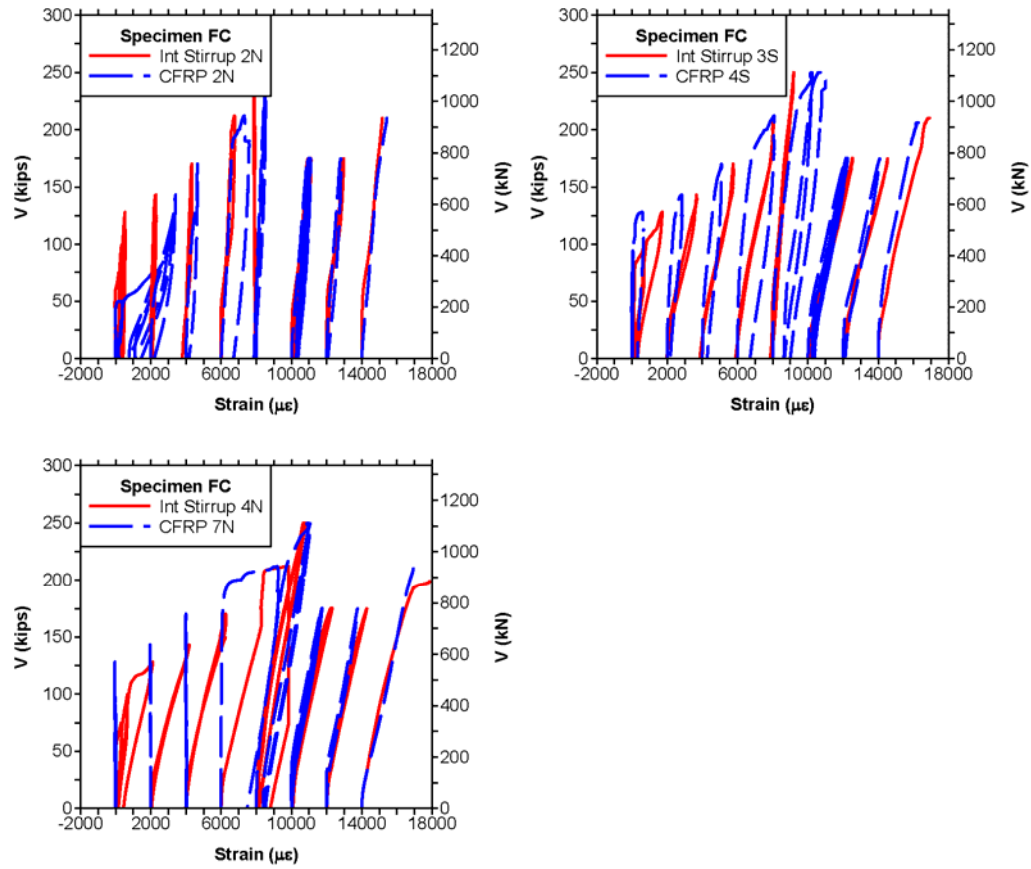 Specimen FC
Int Stirrup 2N
CFRP 2N
V (kips)
300
250
200
150
100
50
0
V (kN)
1200
1000
800
600
400
200
0
-2000 2000 6000 10000 14000 18000
Strain (με)
Specimen FC
Int Stirrup 3S
CFRP 4S
V (kips)
300
250
200
150
100
50
0
V (kN)
1200
1000
800
600
400
200
0
-2000 2000 6000 10000 14000 18000
Strain (με)
Specimen FC
Int Stirrup 4N
CFRP 7N
V (kips)
300
250
200
150
100
50
0
V (kN)
1200
1000
800
600
400
200
0
-2000 2000 6000 10000 14000 18000
Strain (με)